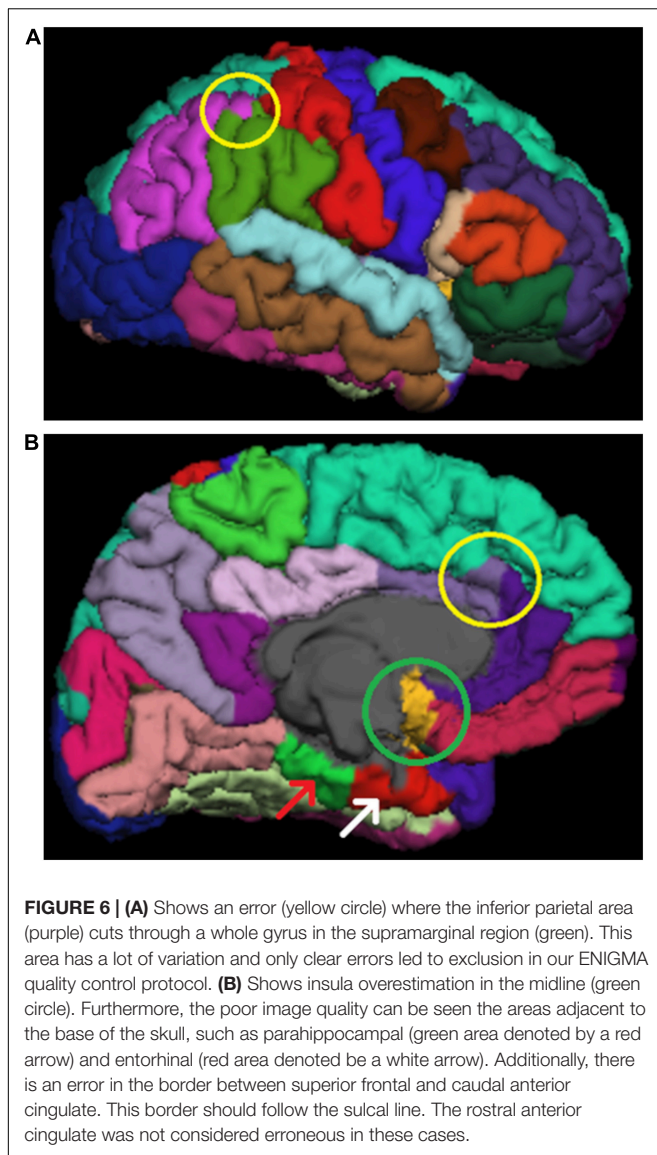 A
B
FIGURE 6 | (A) Shows an error (yellow circle) where the inferior parietal area
(purple) cuts through a whole gyrus in the supramarginal region (green). This
area has a lot of variation and only clear errors led to exclusion in our ENIGMA
quality control protocol. (B) Shows insula overestimation in the midline (green
circle). Furthermore, the poor image quality can be seen the areas adjacent to
the base of the skull, such as parahippocampal (green area denoted by a red
arrow) and entorhinal (red area denoted be a white arrow). Additionally, there
is an error in the border between superior frontal and caudal anterior
cingulate. This border should follow the sulcal line. The rostral anterior
cingulate was not considered erroneous in these cases.